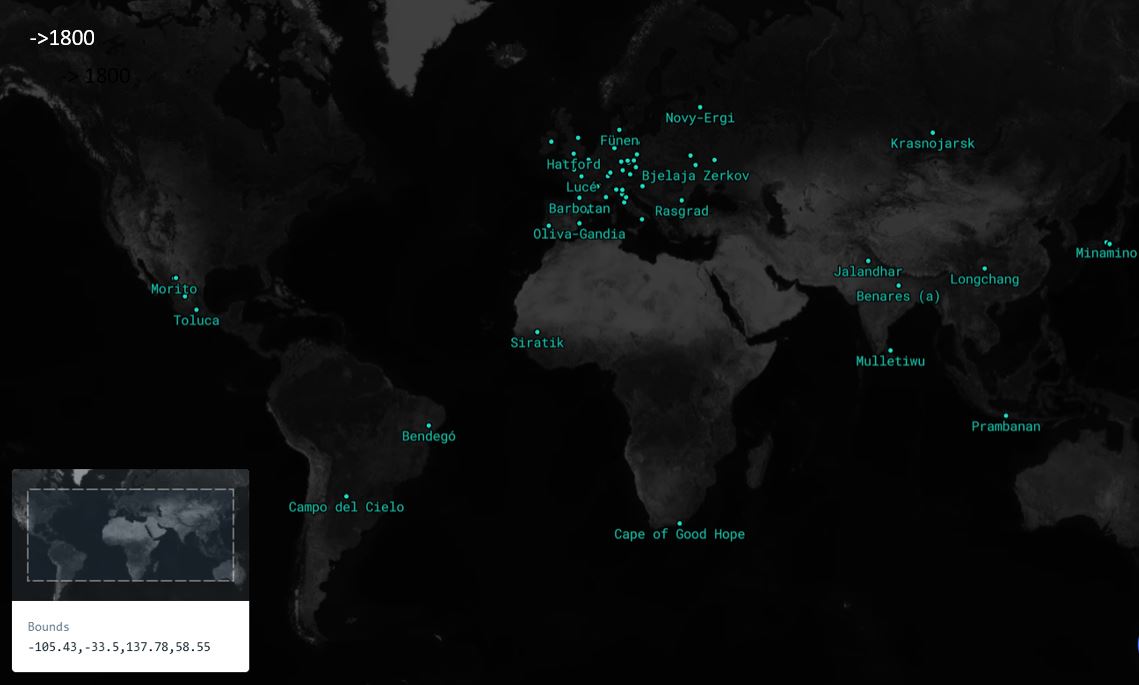 ->1800
-> 1800
Novy-Ergi
Fünen
Krasnojarsk
Hatford
Bjelaja Zerkov
Lucé
Barbotan
Rasgrad
Oliva-Gandia
Minamino
Jalandhar
Longchang
Morito
Benares (a)
Toluca
Siratik
Mulletiwu
Prambanan
Bendegó
Campo del Cielo
Cape of Good Hope
Bounds
-105.43,-33.5,137.78,58.55